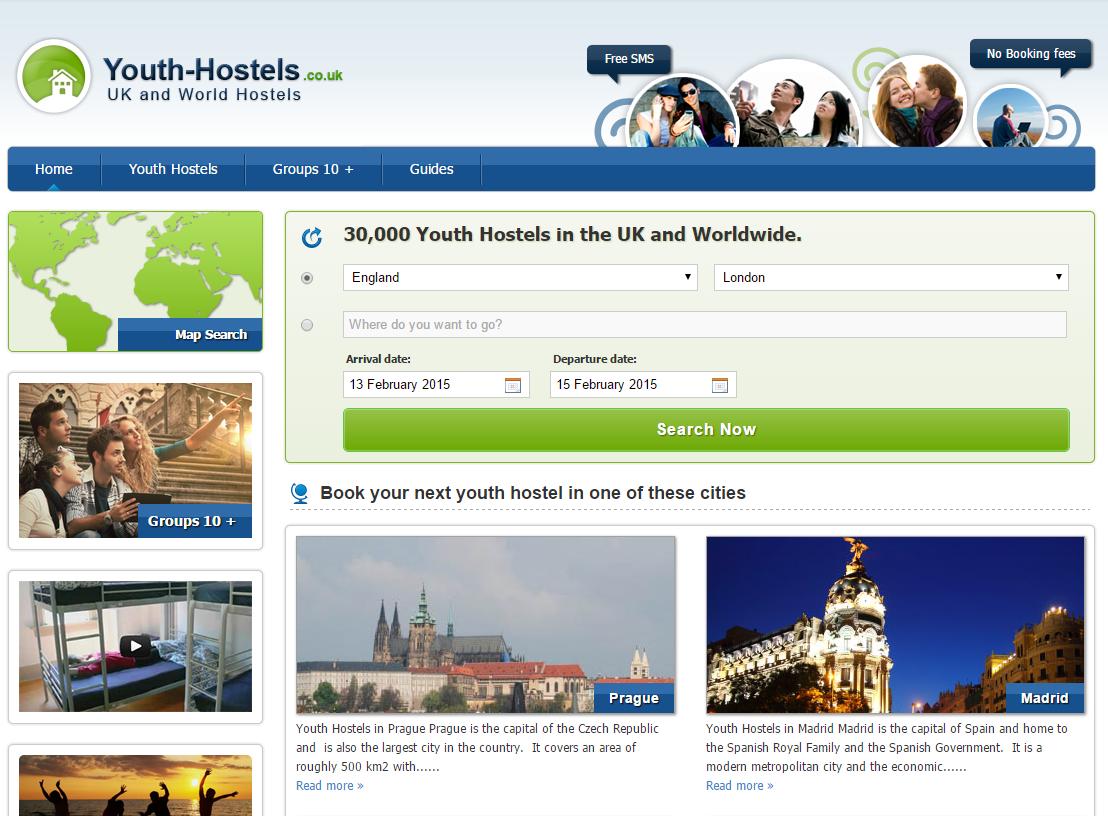 Youth-Hostels.co.uk
UK and World Hostels
Free SMS
No Booking fees
Home
Youth Hostels
Groups 10 +
Guides
Map Search
30,000 Youth Hostels in the UK and Worldwide.
England
London
Where do you want to go?
Arrival date:
Departure date:
13 February 2015
15 February 2015
Search Now
Groups 10 +
Book your next youth hostel in one of these cities
Prague
Youth Hostels in Prague Prague is the capital of the Czech Republic
and is also the largest city in the country. It covers an area of
roughly 500 km2 with......
Read more »
Madrid
Youth Hostels in Madrid Madrid is the capital of Spain and home to
the Spanish Royal Family and the Spanish Government. It is a
modern metropolitan city and the economic......
Read more »